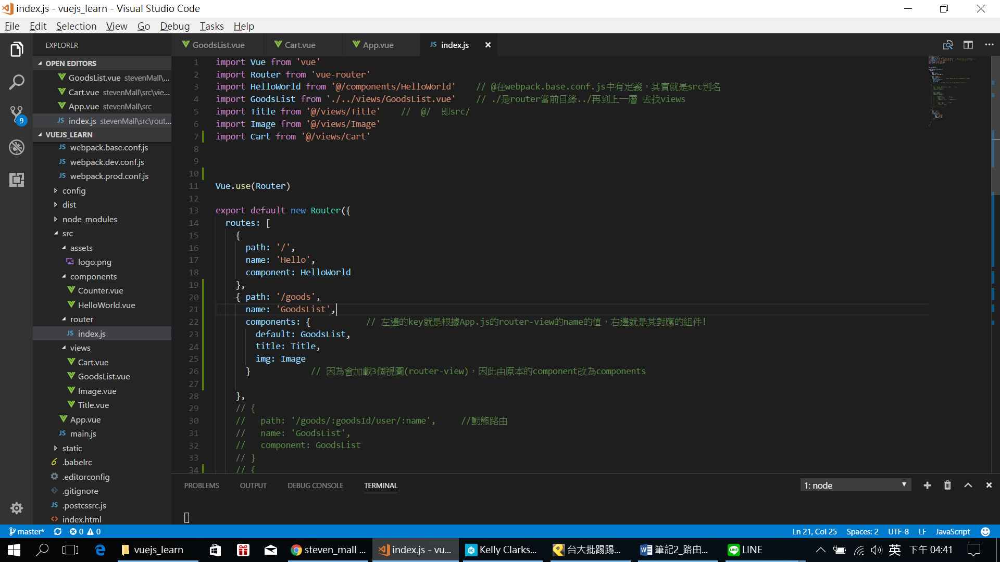 index.js - vuejs_learn - Visual Studio Code
File Edit Selection View Go Debug Tasks Help
EXPLORER
OPEN EDITORS
GoodsList.vue stevenMall\...
Cart.vue stevenMall\src\vie...
App.vue stevenMall\src
index.js stevenMall\src\rout...
9
VUEJS_LEARN
webpack.base.conf.js
webpack.dev.conf.js
webpack.prod.conf.js
config
dist
node_modules
src
assets
logo.png
components
Counter.vue
HelloWorld.vue
router
JS index.js
views
Cart.vue
GoodsList.vue
Image.vue
Title.vue
App.vue
JS main.js
static
.babelrc
.editorconfig
.gitignore
JS .postcssrc.js
<> index.html
GoodsList.vue Cart.vue App.vue JS index.js
1 import Vue from 'vue'
2 import Router from 'vue-router'
3 import HelloWorld from '@/components/HelloWorld' // @在webpack.base.conf.js中有定義，其實就是src別名
4 import GoodsList from './../views/GoodsList.vue' // ./是router當前目錄../再到上一層 去找views
5 import Title from '@/views/Title' // @/ 即src/
6 import Image from '@/views/Image'
7 import Cart from '@/views/Cart'
8
9
10
11 Vue.use(Router)
12
13 export default new Router({
14 routes: [
15 {
16 path: '/',
17 name: 'Hello',
18 component: HelloWorld
19 },
20 { path: '/goods',
21 name: 'GoodsList',
22 components: { // 左邊的key就是根據App.js的router-view的name的值，右邊就是其對應的組件!
23 default: GoodsList,
24 title: Title,
25 img: Image
26 } // 因為會加載3個視圖(router-view)，因此由原本的component改為components
27
28 },
29 // {
30 // path: '/goods/:goodsId/user/:name', //動態路由
31 // name: 'GoodsList',
32 // component: GoodsList
33 // }
34 // {
PROBLEMS OUTPUT DEBUG CONSOLE TERMINAL 1: node
master* 0 0 Ln 21, Col 25 Spaces: 2 UTF-8 LF JavaScript
vuejs_learn steven_mall ... index.js - vu... Kelly Clarks... 台大批踢踢... 筆記2_路由... LINE 英 下午 04:41